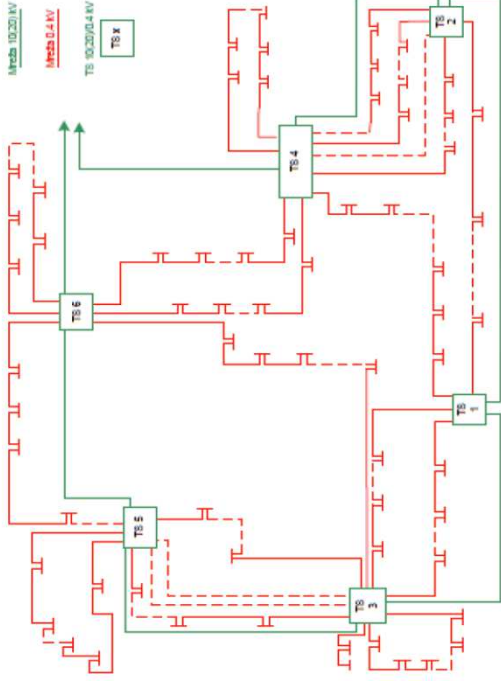 Mreža 10(20) kV
Mreža 0.4 kV
TS 10(20)/0.4 kV
TS x
TS
2
TS 4
TS 6
TS
1
TS 5
TS
3